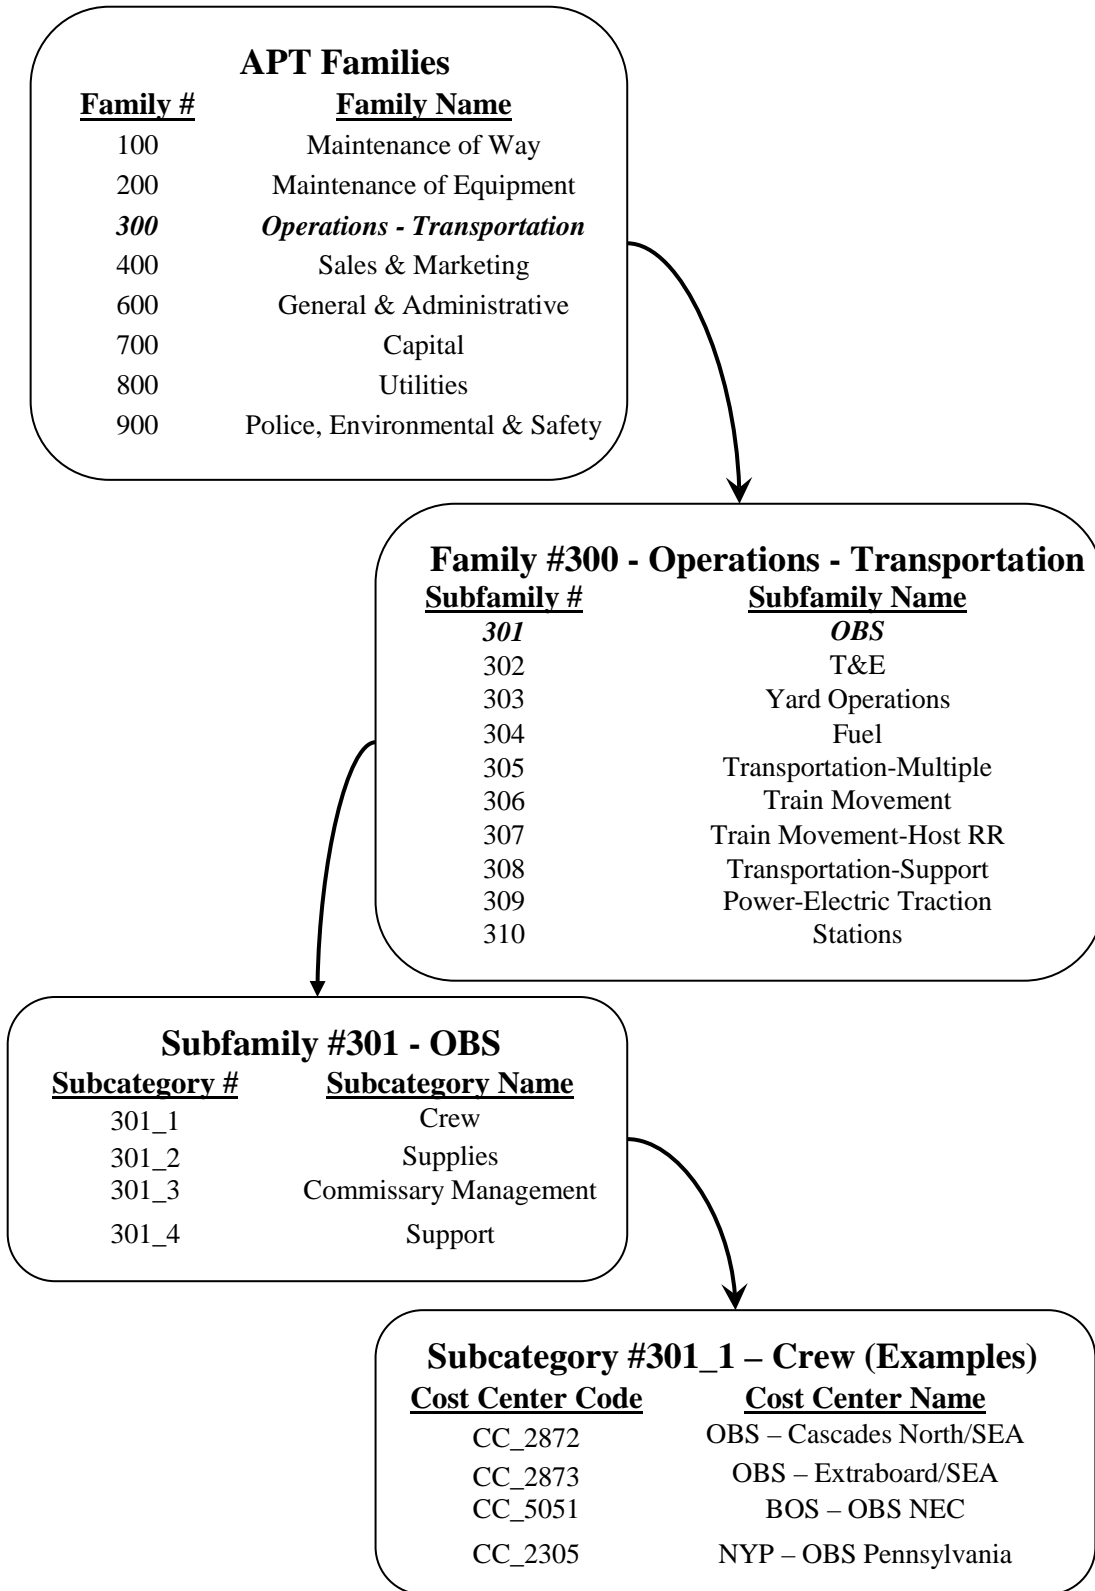 APT Families
Family # Family Name
100 Maintenance of Way
200 Maintenance of Equipment
300 Operations - Transportation
400 Sales & Marketing
600 General & Administrative
700 Capital
800 Utilities
900 Police, Environmental & Safety
Family #300 - Operations - Transportation
Subfamily # Subfamily Name
301 OBS
302 T&E
303 Yard Operations
304 Fuel
305 Transportation-Multiple
306 Train Movement
307 Train Movement-Host RR
308 Transportation-Support
309 Power-Electric Traction
310 Stations
Subfamily #301 - OBS
Subcategory # Subcategory Name
301_1 Crew
301_2 Supplies
301_3 Commissary Management
301_4 Support
Subcategory #301_1 – Crew (Examples)
Cost Center Code Cost Center Name
CC_2872 OBS – Cascades North/SEA
CC_2873 OBS – Extraboard/SEA
CC_5051 BOS – OBS NEC
CC_2305 NYP – OBS Pennsylvania